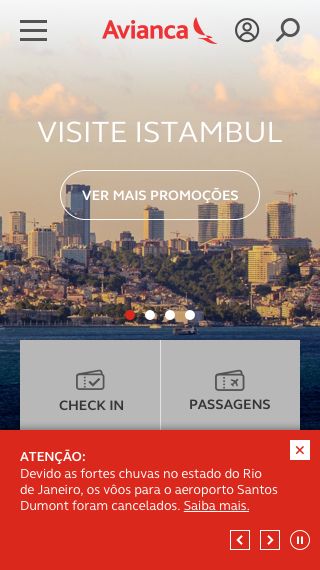 Avianca
VISITE ISTAMBUL
VER MAIS PROMOÇÕES
CHECK IN
PASSAGENS
ATENÇÃO:
Devido as fortes chuvas no estado do Rio
de Janeiro, os vôos para o aeroporto Santos
Dumont foram cancelados. Saiba mais.